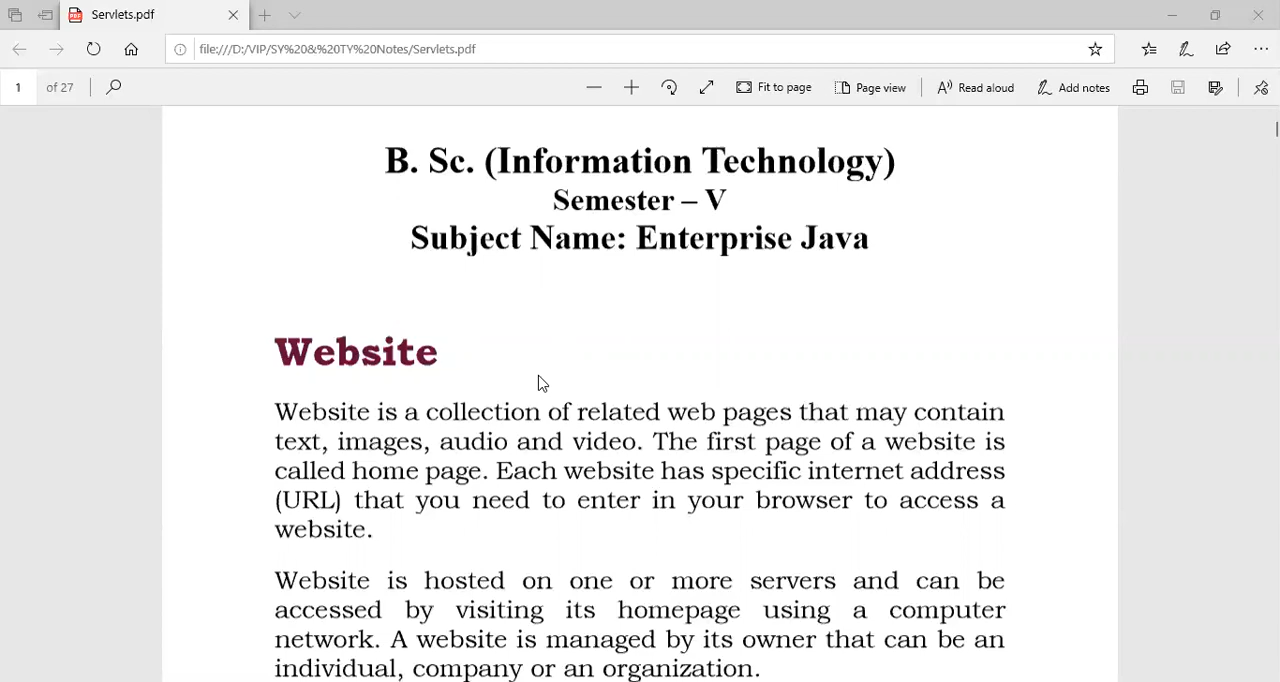 Servlets.pdf
file:///D:/VIP/SY%20&%20TY%20Notes/Servlets.pdf
1 of 27 Fit to page Page view Read aloud Add notes
B. Sc. (Information Technology)
Semester – V
Subject Name: Enterprise Java
Website
Website is a collection of related web pages that may contain
text, images, audio and video. The first page of a website is
called home page. Each website has specific internet address
(URL) that you need to enter in your browser to access a
website.
Website is hosted on one or more servers and can be
accessed by visiting its homepage using a computer
network. A website is managed by its owner that can be an
individual, company or an organization.